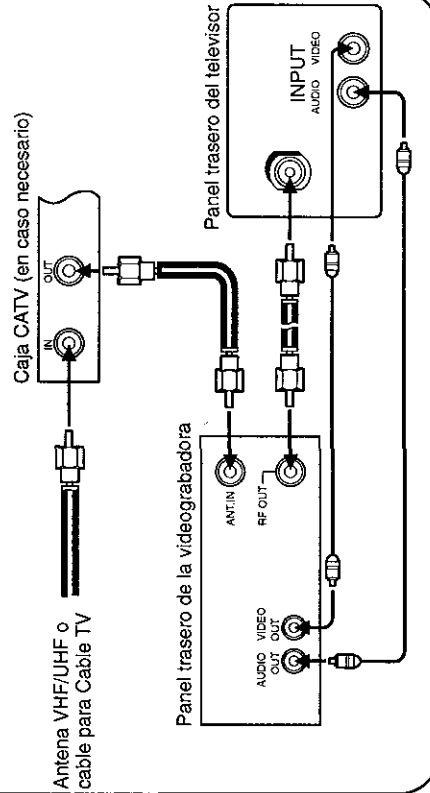 Antena VHF/UHF o
cable para Cable TV
Caja CATV (en caso necesario)
IN
OUT
Panel trasero de la videograbadora
ANT.IN
RF OUT
AUDIO
OUT
VIDEO
OUT
Panel trasero del televisor
INPUT
AUDIO
VIDEO